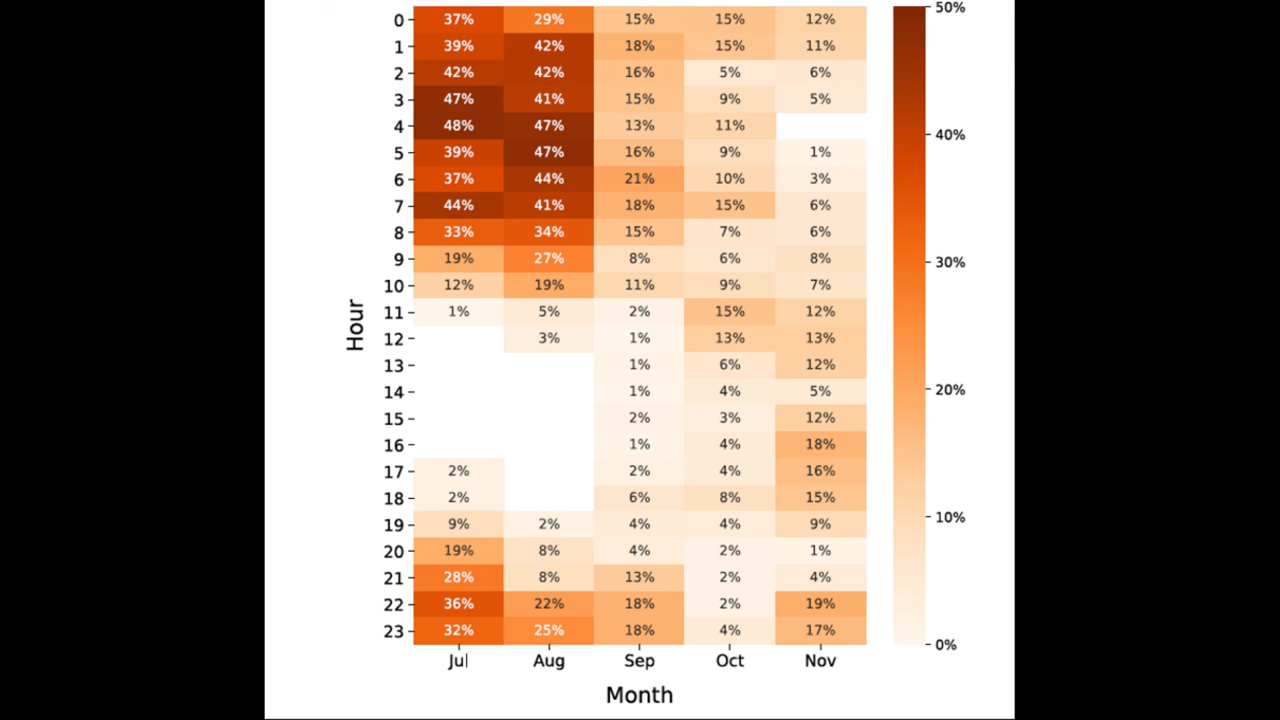 0 37% 29% 15% 15% 12% 50%
1 39% 42% 18% 15% 11%
2 42% 42% 16% 5% 6%
3 47% 41% 15% 9% 5%
4 48% 47% 13% 11% 40%
5 39% 47% 16% 9% 1%
6 37% 44% 21% 10% 3%
7 44% 41% 18% 15% 6%
8 33% 34% 15% 7% 6%
9 19% 27% 8% 6% 8% 30%
10 12% 19% 11% 9% 7%
11 1% 5% 2% 15% 12%
Hour
12 3% 1% 13% 13%
13 1% 6% 12%
14 1% 4% 5% 20%
15 2% 3% 12%
16 1% 4% 18%
17 2% 2% 4% 16%
18 2% 6% 8% 15%
19 9% 2% 4% 4% 9% 10%
20 19% 8% 4% 2% 1%
21 28% 8% 13% 2% 4%
22 36% 22% 18% 2% 19%
23 32% 25% 18% 4% 17% 0%
Jul Aug Sep Oct Nov
Month